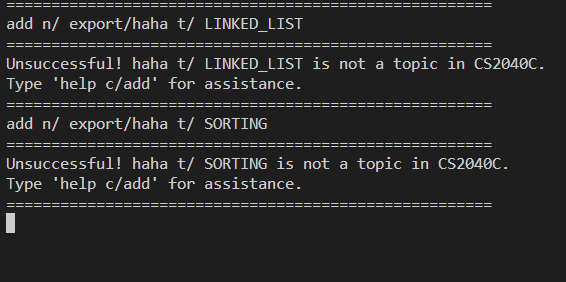 ======================================================
add n/ export/haha t/ LINKED_LIST
======================================================
Unsuccessful! haha t/ LINKED_LIST is not a topic in CS2040C.
Type 'help c/add' for assistance.
======================================================
add n/ export/haha t/ SORTING
======================================================
Unsuccessful! haha t/ SORTING is not a topic in CS2040C.
Type 'help c/add' for assistance.
======================================================